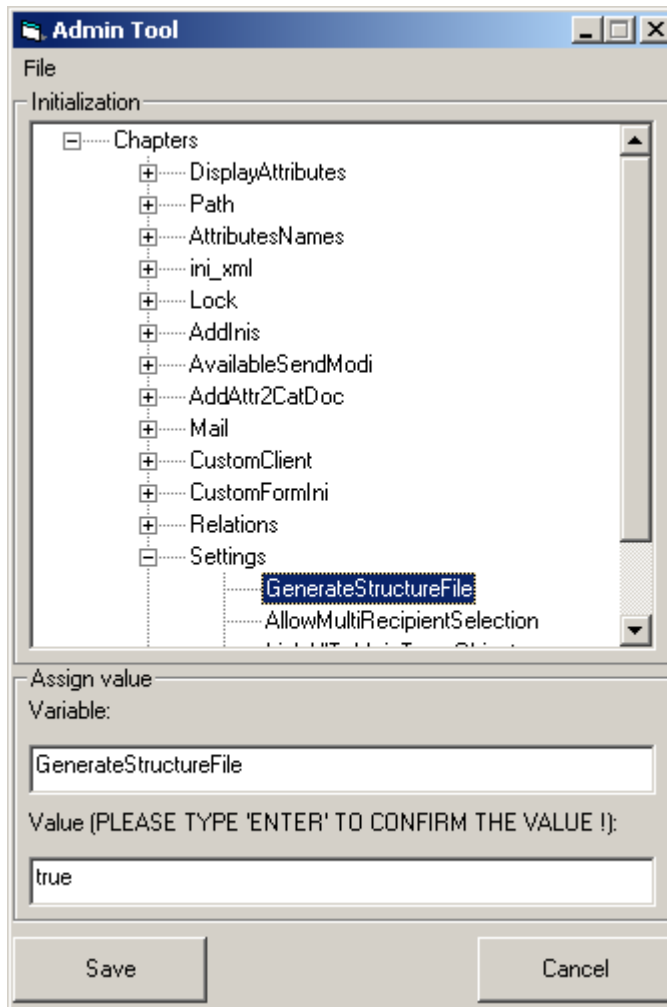 Admin Tool
File
Initialization
Chapters
DisplayAttributes
Path
AttributesNames
ini_xml
Lock
AddInis
AvailableSendModi
AddAttr2CatDoc
Mail
CustomClient
CustomFormIni
Relations
Settings
GenerateStructureFile
AllowMultiRecipientSelection
Assign value
Variable:
GenerateStructureFile
Value (PLEASE TYPE 'ENTER' TO CONFIRM THE VALUE !):
true
Save Cancel